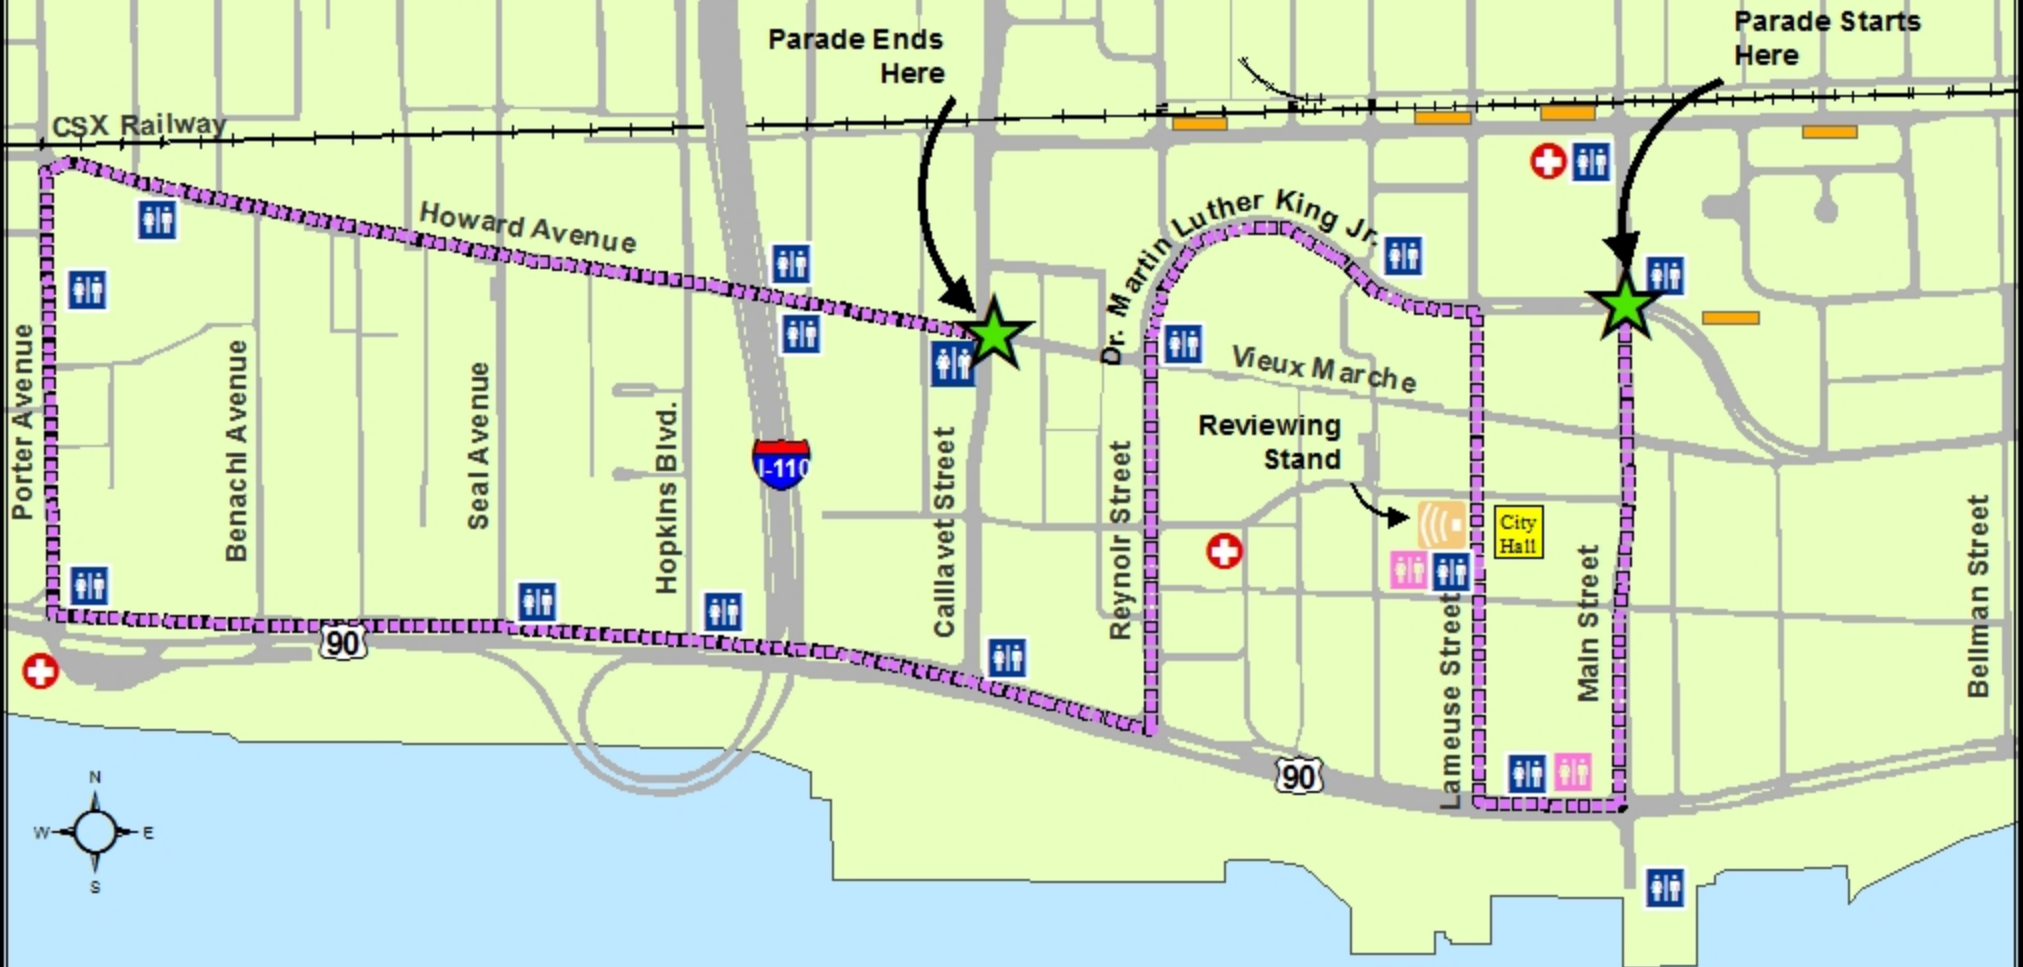 Parade Ends
Here
Parade Starts
Here
CSX Railway
Howard Avenue
Dr. Martin Luther King Jr.
Vieux Marche
Reviewing
Stand
Porter Avenue
Benachi Avenue
Seal Avenue
Hopkins Blvd.
I-110
Caillavet Street
Reynoir Street
City
Hall
Lameuse Street
Main Street
Bellman Street
90
90
N
W
E
S